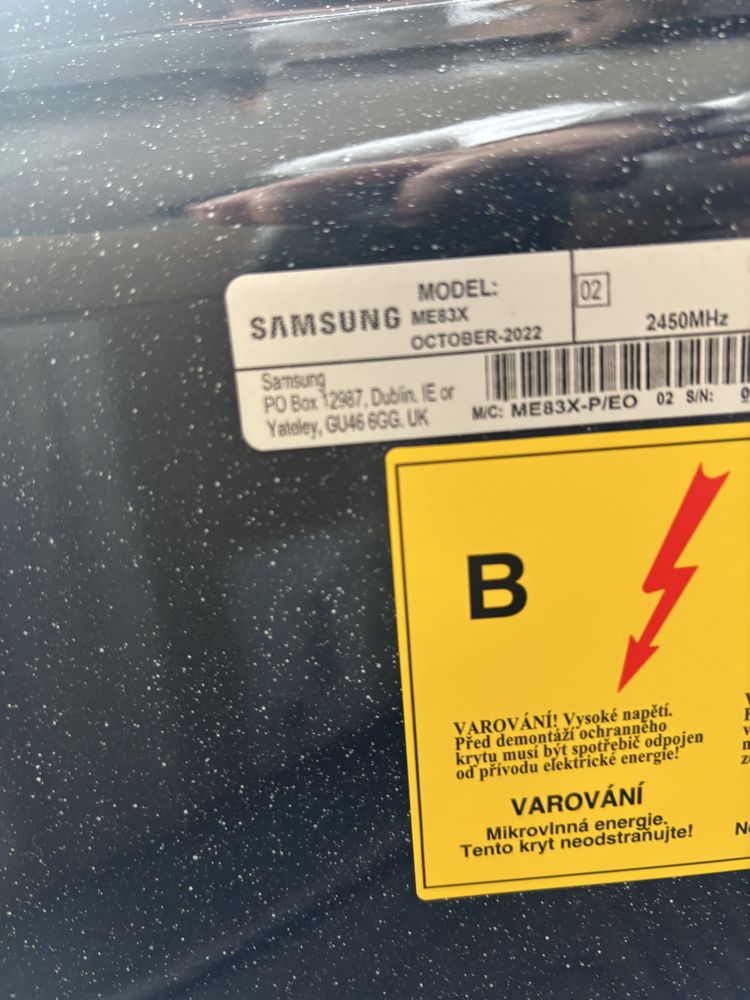 MODEL:
SAMSUNG ME83X
OCTOBER-2022
02
2450MHz
Samsung
PO Box 12987, Dublin. IE or
Yateley, GU46 6GG. UK
M/C: ME83X-P/EO 02 S/N:
B
VAROVÁNÍ! Vysoké napětí.
Před demontáží ochranného
krytu musí být spotřebič odpojen
od přívodu elektrické energie!
VAROVÁNÍ
Mikrovlnná energie.
Tento kryt neodstraňujte!